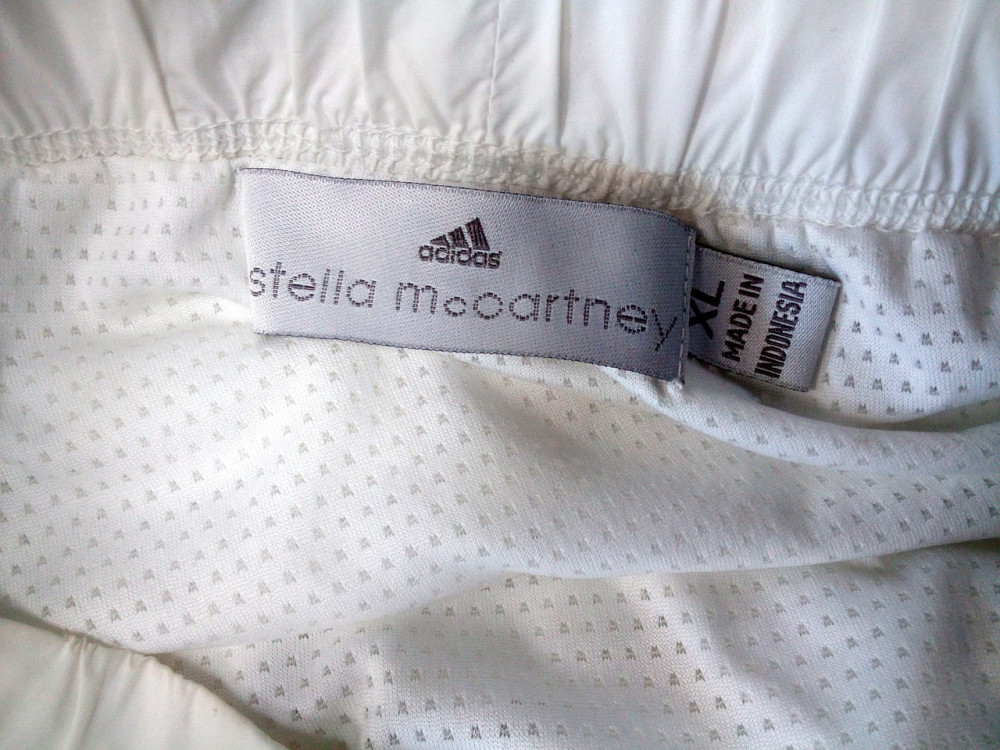 adidas
stella mccartney
XL
MADE IN
INDONESIA